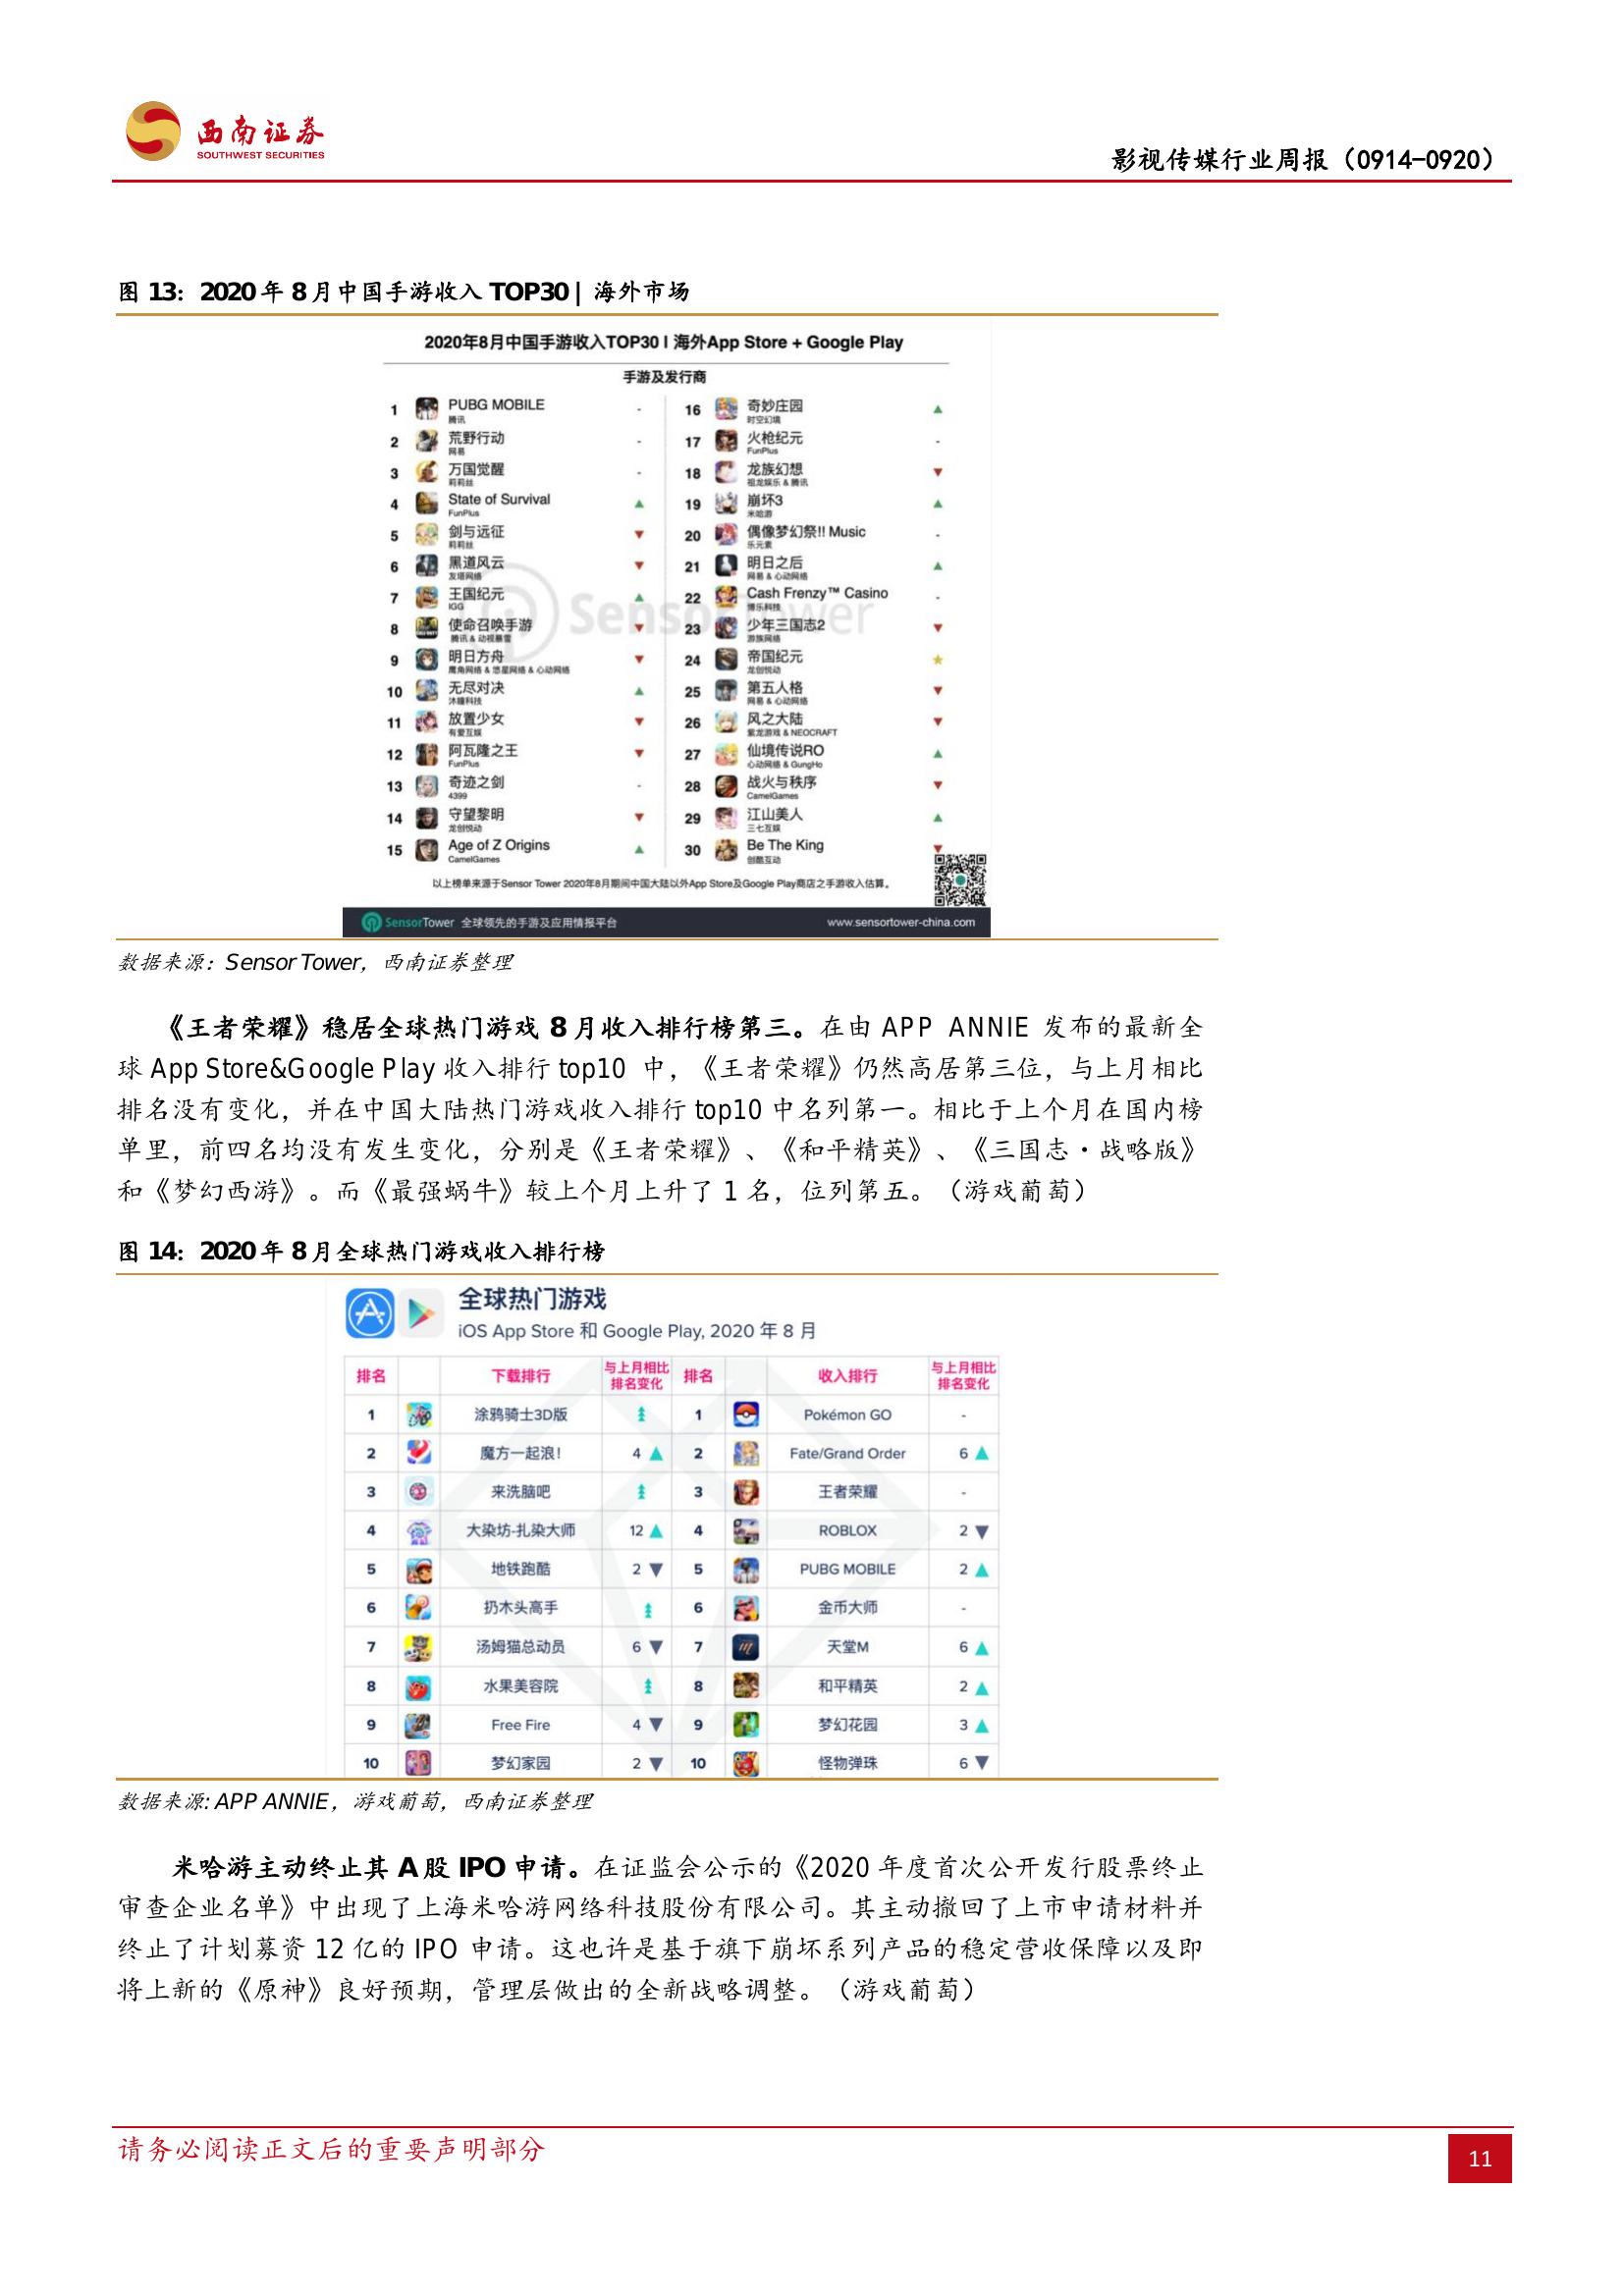 西南证券
SOUTHWEST SECURITIES
影视传媒行业周报（0914-0920）
图 13：2020 年 8 月中国手游收入 TOP30 | 海外市场
2020年8月中国手游收入TOP30 | 海外App Store + Google Play
手游及发行商
1 PUBG MOBILE -
腾讯
2 荒野行动 -
网易
3 万国觉醒 -
莉莉丝
4 State of Survival ▲
FunPlus
5 剑与远征 ▼
莉莉丝
6 黑道风云 ▼
友塔网络
7 王国纪元 ▲
IGG
8 使命召唤手游 ▼
腾讯 & 动视暴雪
9 明日方舟 ▼
鹰角网络 & 悠星网络 & 心动网络
10 无尽对决 ▲
沐瞳科技
11 放置少女 ▼
有爱互娱
12 阿瓦隆之王 ▼
FunPlus
13 奇迹之剑 -
4399
14 守望黎明 ▼
龙创悦动
15 Age of Z Origins ▲
CamelGames
16 奇妙庄园 ▲
时空幻境
17 火枪纪元 -
FunPlus
18 龙族幻想 ▼
祖龙娱乐 & 腾讯
19 崩坏3 ▲
米哈游
20 偶像梦幻祭!! Music -
乐元素
21 明日之后 ▲
网易 & 心动网络
22 Cash Frenzy™ Casino -
博乐科技
23 少年三国志2 ▼
游族网络
24 帝国纪元 ★
龙创悦动
25 第五人格 ▼
网易 & 心动网络
26 风之大陆 ▼
紫龙游戏 & NEOCRAFT
27 仙境传说RO ▲
心动网络 & GungHo
28 战火与秩序 ▼
CamelGames
29 江山美人 ▲
三七互娱
30 Be The King ▼
创酷互动
SensorTower
以上榜单来源于Sensor Tower 2020年8月期间中国大陆以外App Store及Google Play商店之手游收入估算。
SensorTower 全球领先的手游及应用情报平台 www.sensortower-china.com
数据来源：Sensor Tower，西南证券整理
《王者荣耀》稳居全球热门游戏 8 月收入排行榜第三。在由 APP ANNIE 发布的最新全
球 App Store&Google Play 收入排行 top10 中，《王者荣耀》仍然高居第三位，与上月相比
排名没有变化，并在中国大陆热门游戏收入排行 top10 中名列第一。相比于上个月在国内榜
单里，前四名均没有发生变化，分别是《王者荣耀》、《和平精英》、《三国志·战略版》
和《梦幻西游》。而《最强蜗牛》较上个月上升了 1 名，位列第五。（游戏葡萄）
图 14：2020 年 8 月全球热门游戏收入排行榜
全球热门游戏
iOS App Store 和 Google Play, 2020 年 8 月
排名 下载排行 与上月相比排名变化 排名 收入排行 与上月相比排名变化
1 涂鸦骑士3D版 1 Pokémon GO -
2 魔方一起浪！ 4 ▲ 2 Fate/Grand Order 6 ▲
3 来洗脑吧 3 王者荣耀 -
4 大染坊-扎染大师 12 ▲ 4 ROBLOX 2 ▼
5 地铁跑酷 2 ▼ 5 PUBG MOBILE 2 ▲
6 扔木头高手 6 金币大师 -
7 汤姆猫总动员 6 ▼ 7 天堂M 6 ▲
8 水果美容院 8 和平精英 2 ▲
9 Free Fire 4 ▼ 9 梦幻花园 3 ▲
10 梦幻家园 2 ▼ 10 怪物弹珠 6 ▼
数据来源：APP ANNIE，游戏葡萄，西南证券整理
米哈游主动终止其 A 股 IPO 申请。在证监会公示的《2020 年度首次公开发行股票终止
审查企业名单》中出现了上海米哈游网络科技股份有限公司。其主动撤回了上市申请材料并
终止了计划募资 12 亿的 IPO 申请。这也许是基于旗下崩坏系列产品的稳定营收保障以及即
将上新的《原神》良好预期，管理层做出的全新战略调整。（游戏葡萄）
请务必阅读正文后的重要声明部分
11